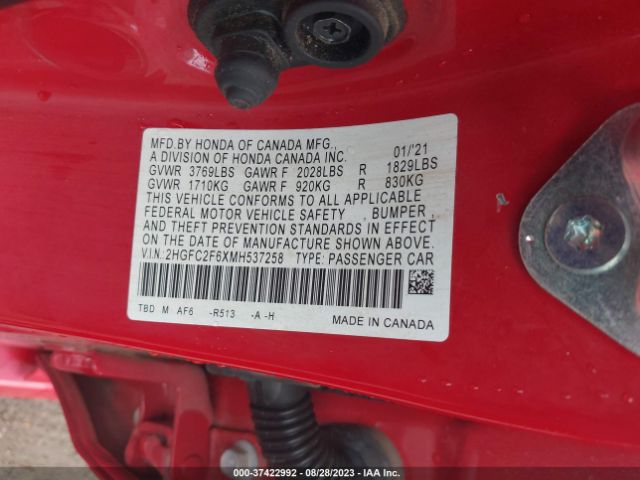 MFD.BY HONDA OF CANADA MFG.,
A DIVISION OF HONDA CANADA INC. 01/'21
GVWR 3769LBS GAWR F 2028LBS R 1829LBS
GVWR 1710KG GAWR F 920KG R 830KG
THIS VEHICLE CONFORMS TO ALL APPLICABLE
FEDERAL MOTOR VEHICLE SAFETY , BUMPER ,
AND THEFT PREVENTION STANDARDS IN EFFECT
ON THE DATE OF MANUFACTURE SHOWN ABOVE.
V.I.N: 2HGFC2F6XMH537258 TYPE: PASSENGER CAR
TBD M AF6 -R513 -A -H
MADE IN CANADA
000-37422992 - 08/28/2023 - IAA Inc.